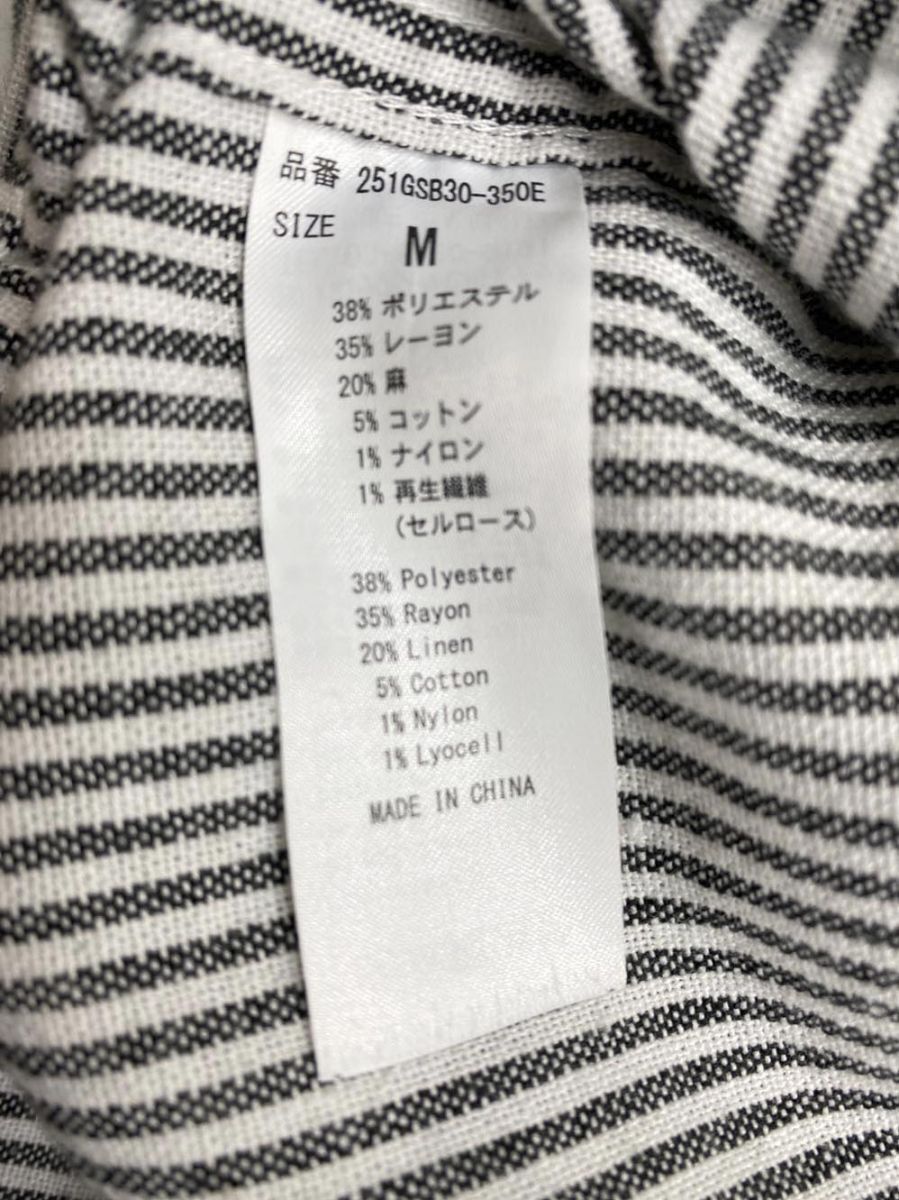 品番 251GSB30-350E
SIZE M
38% ポリエステル
35% レーヨン
20% 麻
5% コットン
1% ナイロン
1% 再生繊維
(セルロース)
38% Polyester
35% Rayon
20% Linen
5% Cotton
1% Nylon
1% Lyocell
MADE IN CHINA